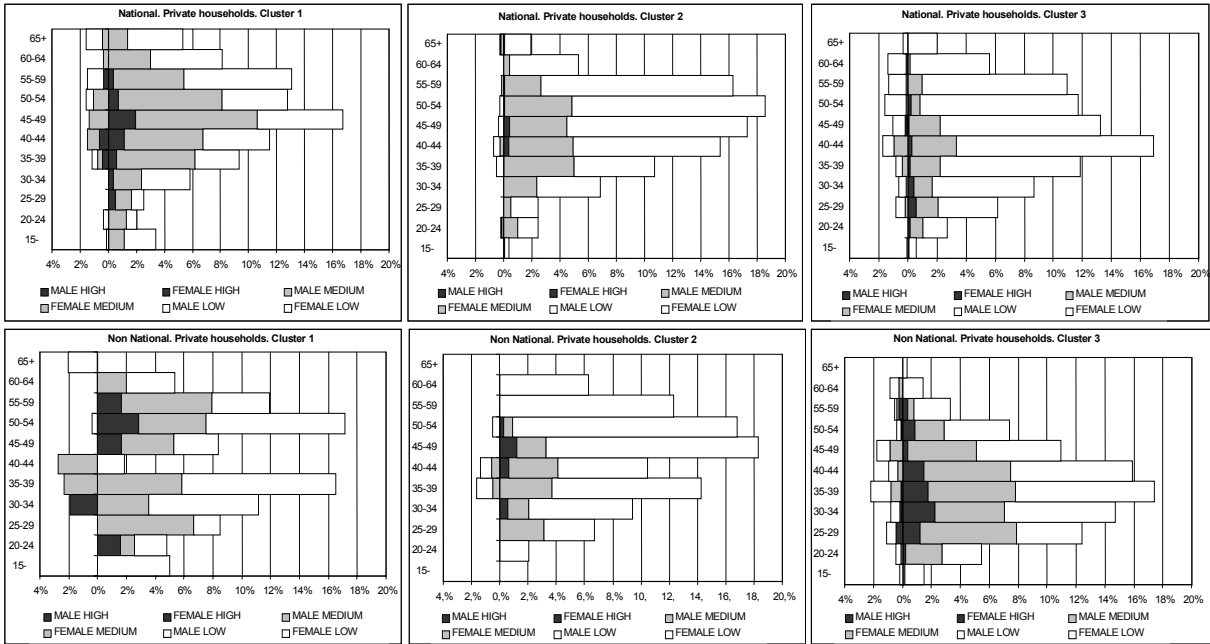 National. Private households. Cluster 1
65+
60-64
55-59
50-54
45-49
40-44
35-39
30-34
25-29
20-24
15-
4% 2% 0% 2% 4% 6% 8% 10% 12% 14% 16% 18% 20%
MALE HIGH FEMALE HIGH MALE MEDIUM
FEMALE MEDIUM MALE LOW FEMALE LOW
National. Private households. Cluster 2
65+
60-64
55-59
50-54
45-49
40-44
35-39
30-34
25-29
20-24
15-
4% 2% 0% 2% 4% 6% 8% 10% 12% 14% 16% 18% 20%
MALE HIGH FEMALE HIGH MALE MEDIUM
FEMALE MEDIUM MALE LOW FEMALE LOW
National. Private households. Cluster 3
65+
60-64
55-59
50-54
45-49
40-44
35-39
30-34
25-29
20-24
15-
4% 2% 0% 2% 4% 6% 8% 10% 12% 14% 16% 18% 20%
MALE HIGH FEMALE HIGH MALE MEDIUM
FEMALE MEDIUM MALE LOW FEMALE LOW
Non National. Private households. Cluster 1
65+
60-64
55-59
50-54
45-49
40-44
35-39
30-34
25-29
20-24
15-
4% 2% 0% 2% 4% 6% 8% 10% 12% 14% 16% 18% 20%
MALE HIGH FEMALE HIGH MALE MEDIUM
FEMALE MEDIUM MALE LOW FEMALE LOW
Non National. Private households. Cluster 2
65+
60-64
55-59
50-54
45-49
40-44
35-39
30-34
25-29
20-24
15-
4,% 2,% 0,% 2,% 4,% 6,% 8,% 10, 12, 14, 16, 18, 20,%
MALE HIGH FEMALE HIGH MALE MEDIUM
FEMALE MEDIUM MALE LOW FEMALE LOW
Non National. Private households. Cluster 3
65+
60-64
55-59
50-54
45-49
40-44
35-39
30-34
25-29
20-24
15-
4% 2% 0% 2% 4% 6% 8% 10% 12% 14% 16% 18% 20%
MALE HIGH FEMALE HIGH MALE MEDIUM
FEMALE MEDIUM MALE LOW FEMALE LOW